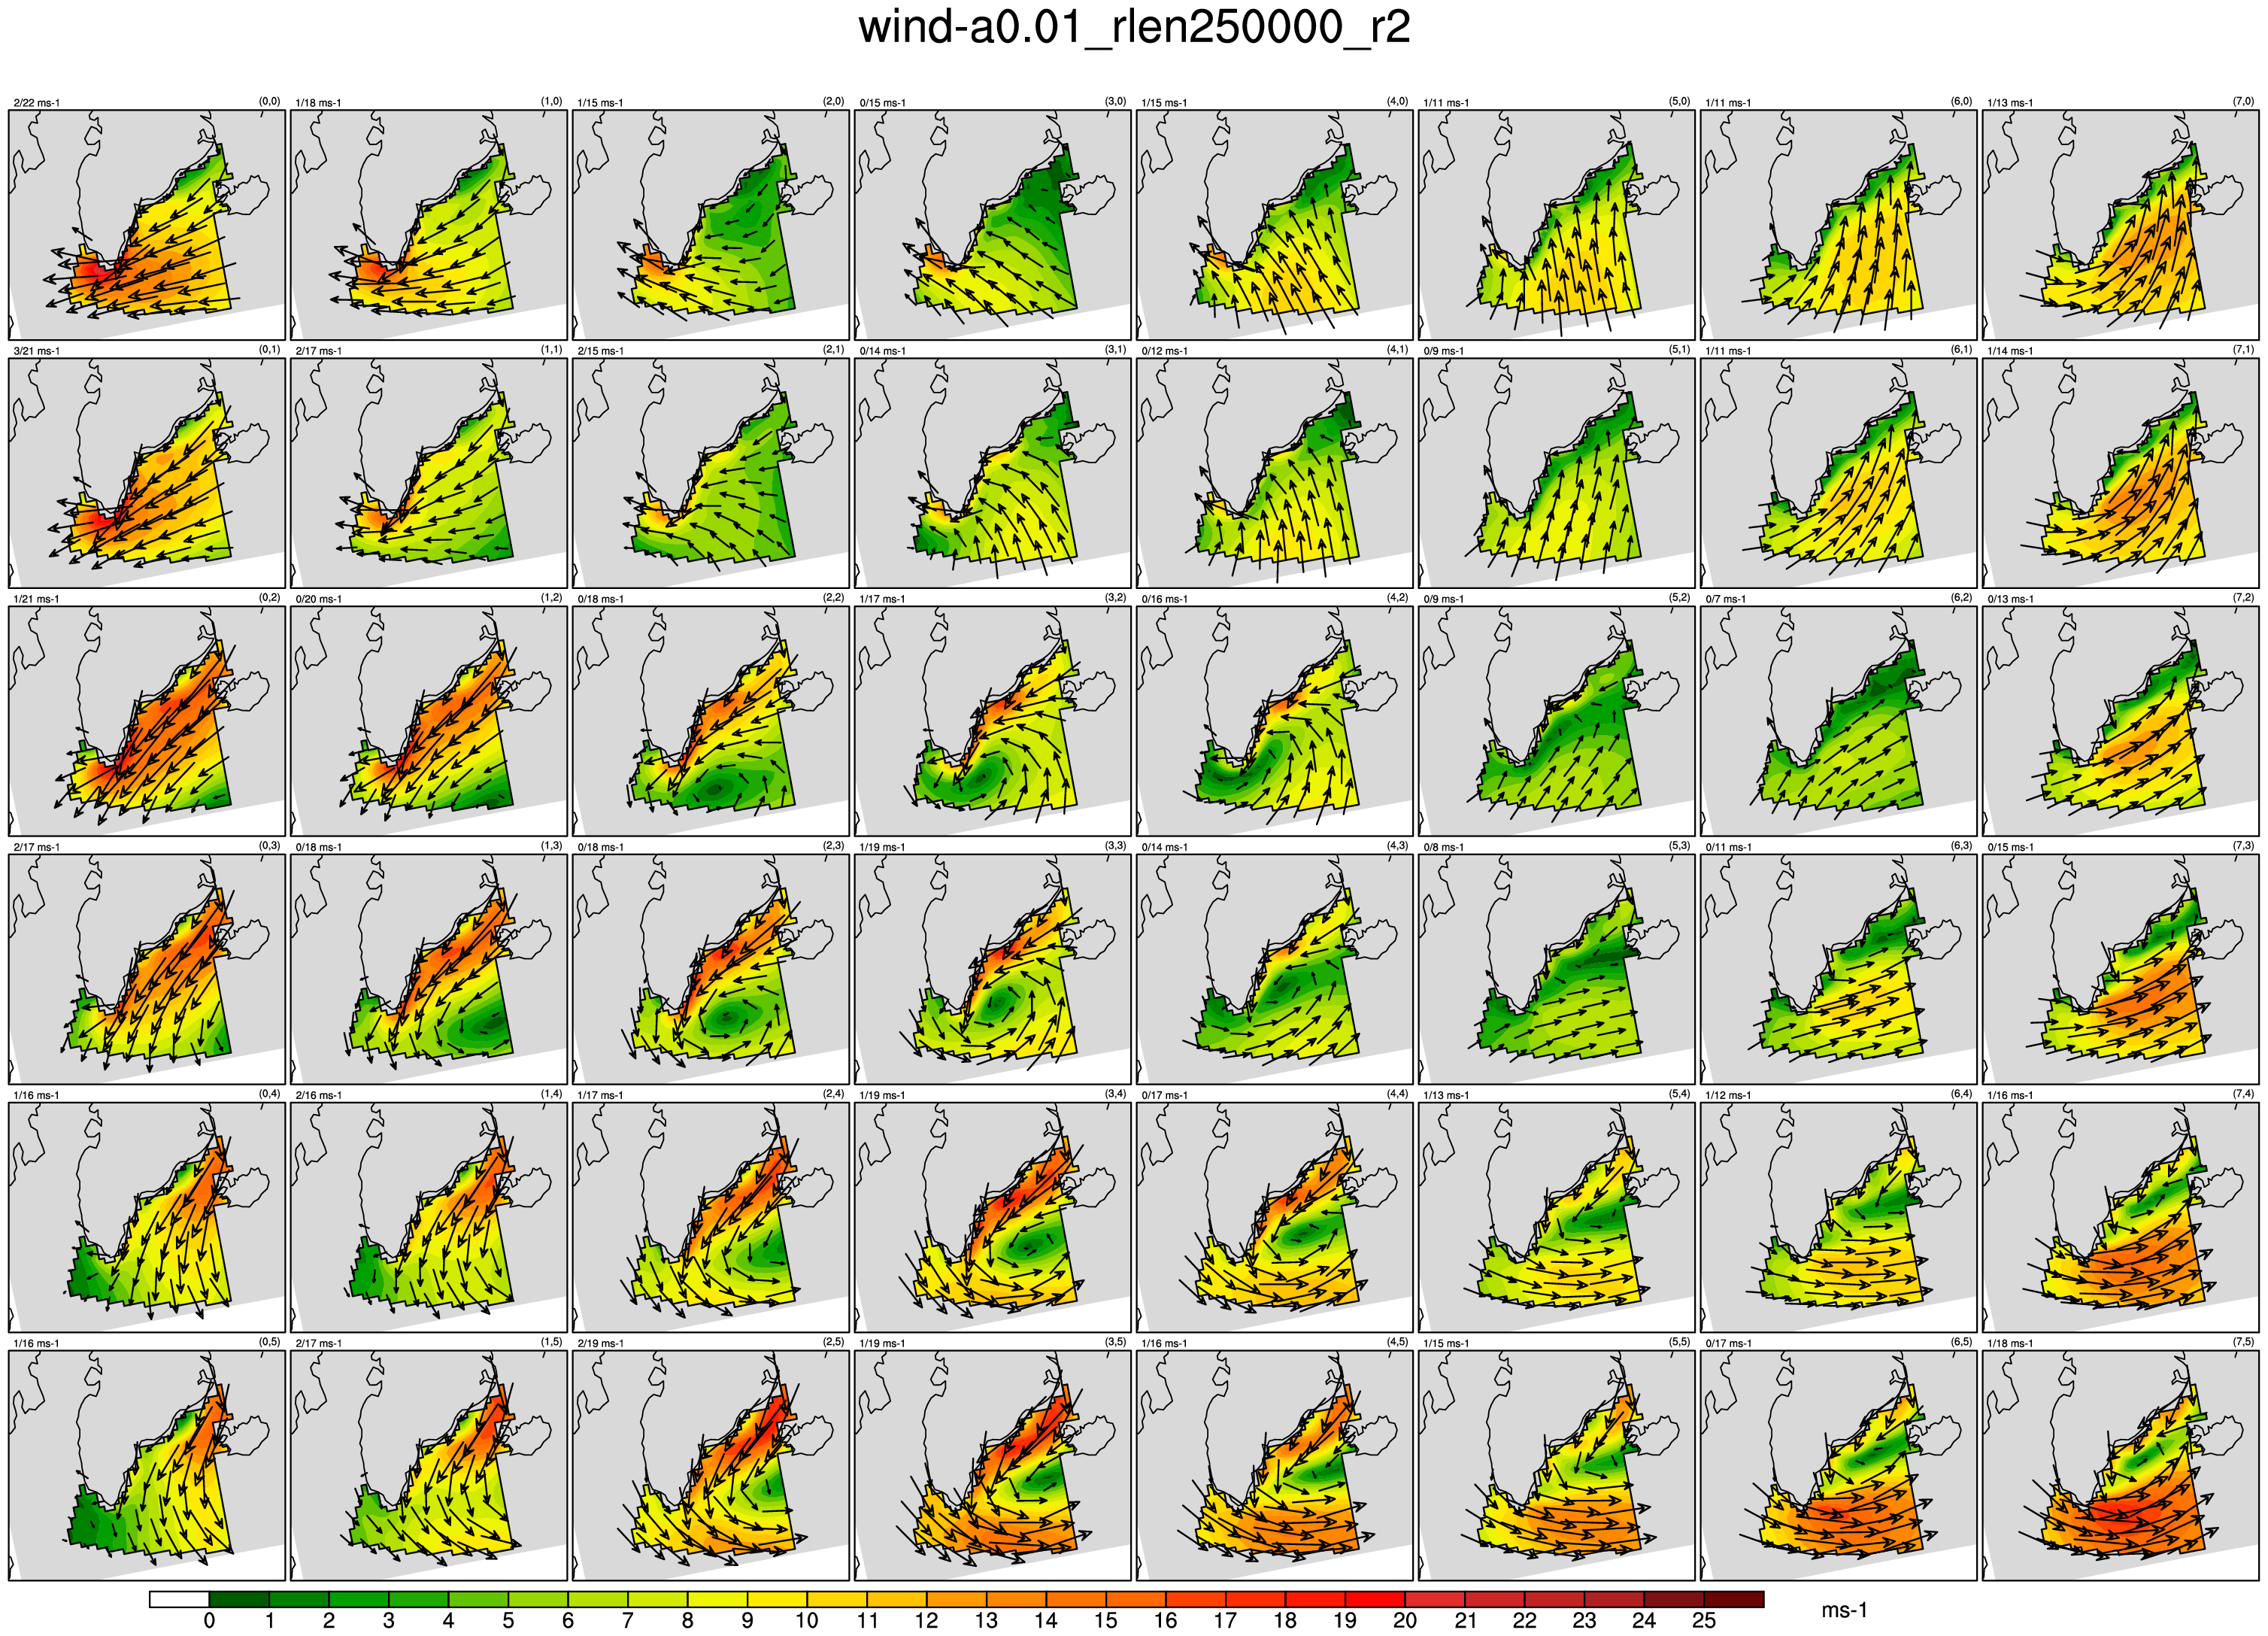 wind-a0.01_rlen250000_r2
2/22 ms-1 (0,0) 1/18 ms-1 (1,0) 1/15 ms-1 (2,0) 0/15 ms-1 (3,0) 1/15 ms-1 (4,0) 1/11 ms-1 (5,0) 1/11 ms-1 (6,0) 1/13 ms-1 (7,0)
3/21 ms-1 (0,1) 2/17 ms-1 (1,1) 2/15 ms-1 (2,1) 0/14 ms-1 (3,1) 0/12 ms-1 (4,1) 0/9 ms-1 (5,1) 1/11 ms-1 (6,1) 1/14 ms-1 (7,1)
1/21 ms-1 (0,2) 0/20 ms-1 (1,2) 0/18 ms-1 (2,2) 1/17 ms-1 (3,2) 0/16 ms-1 (4,2) 0/9 ms-1 (5,2) 0/7 ms-1 (6,2) 0/13 ms-1 (7,2)
2/17 ms-1 (0,3) 0/18 ms-1 (1,3) 0/18 ms-1 (2,3) 1/19 ms-1 (3,3) 0/14 ms-1 (4,3) 0/8 ms-1 (5,3) 0/11 ms-1 (6,3) 0/15 ms-1 (7,3)
1/16 ms-1 (0,4) 2/16 ms-1 (1,4) 1/17 ms-1 (2,4) 1/19 ms-1 (3,4) 0/17 ms-1 (4,4) 1/13 ms-1 (5,4) 1/12 ms-1 (6,4) 1/16 ms-1 (7,4)
1/16 ms-1 (0,5) 2/17 ms-1 (1,5) 2/19 ms-1 (2,5) 1/19 ms-1 (3,5) 1/16 ms-1 (4,5) 1/15 ms-1 (5,5) 0/17 ms-1 (6,5) 1/18 ms-1 (7,5)
0 1 2 3 4 5 6 7 8 9 10 11 12 13 14 15 16 17 18 19 20 21 22 23 24 25 ms-1